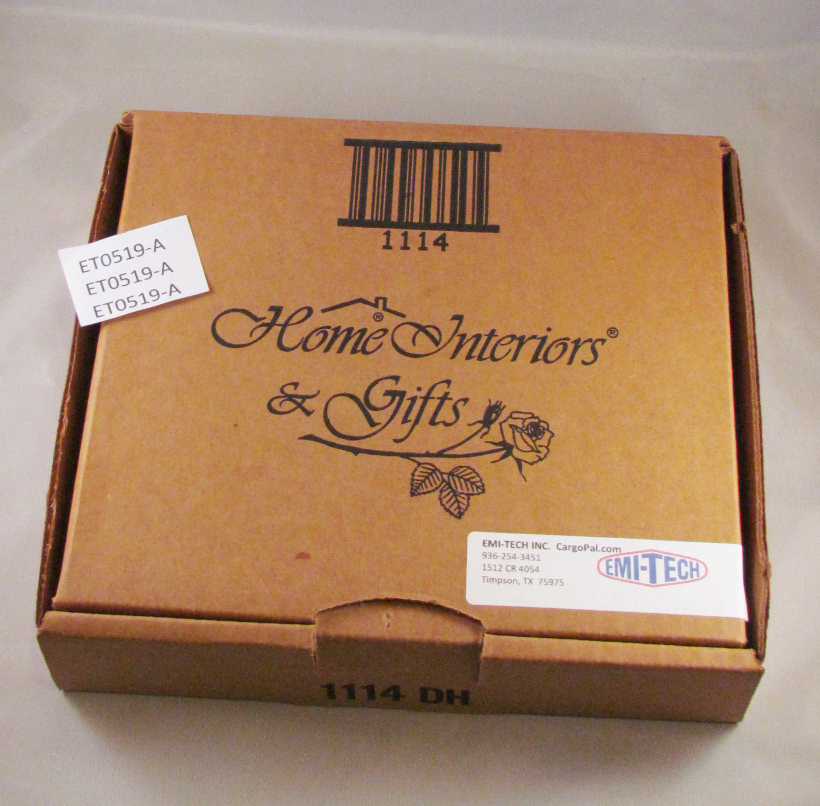 1114
ET0519-A
ET0519-A
ET0519-A
Home® Interiors®
& Gifts
EMI-TECH INC.  CargoPal.com
936-254-3451
1512 CR 4054
Timpson, TX  75975
EMI-TECH
1114 DH